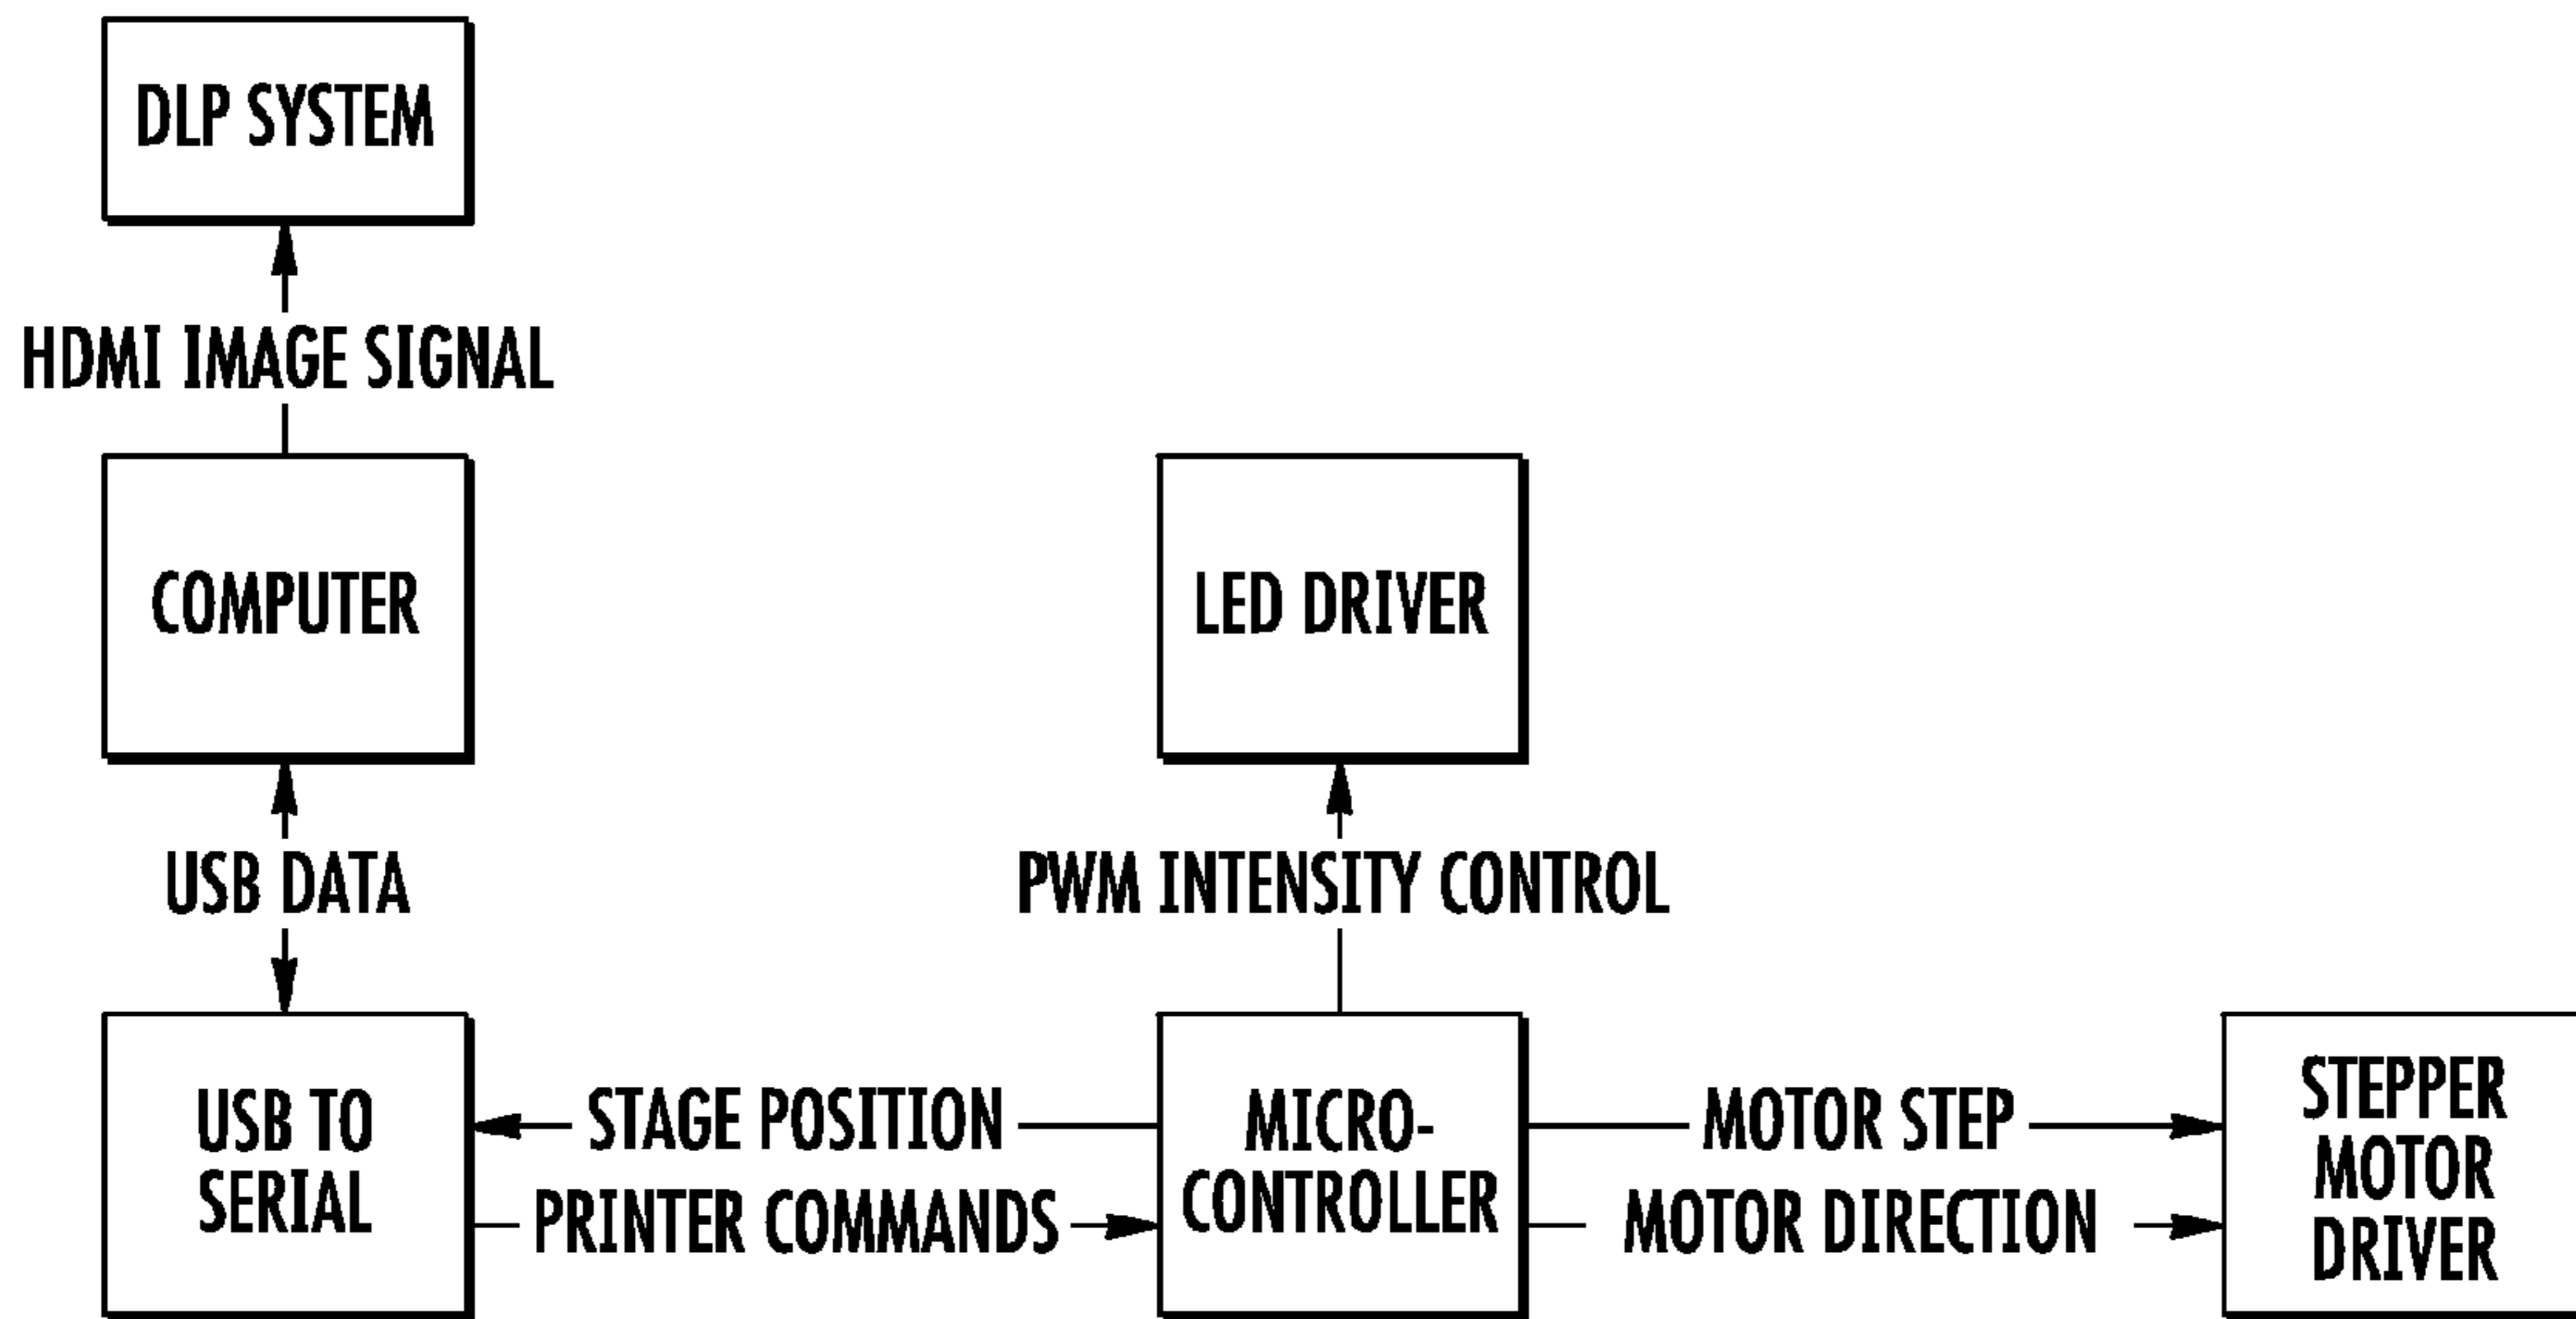 DLP SYSTEM
HDMI IMAGE SIGNAL
COMPUTER
LED DRIVER
USB DATA
PWM INTENSITY CONTROL
USB TO
SERIAL
STAGE POSITION
PRINTER COMMANDS
MICRO-
CONTROLLER
MOTOR STEP
MOTOR DIRECTION
STEPPER
MOTOR
DRIVER